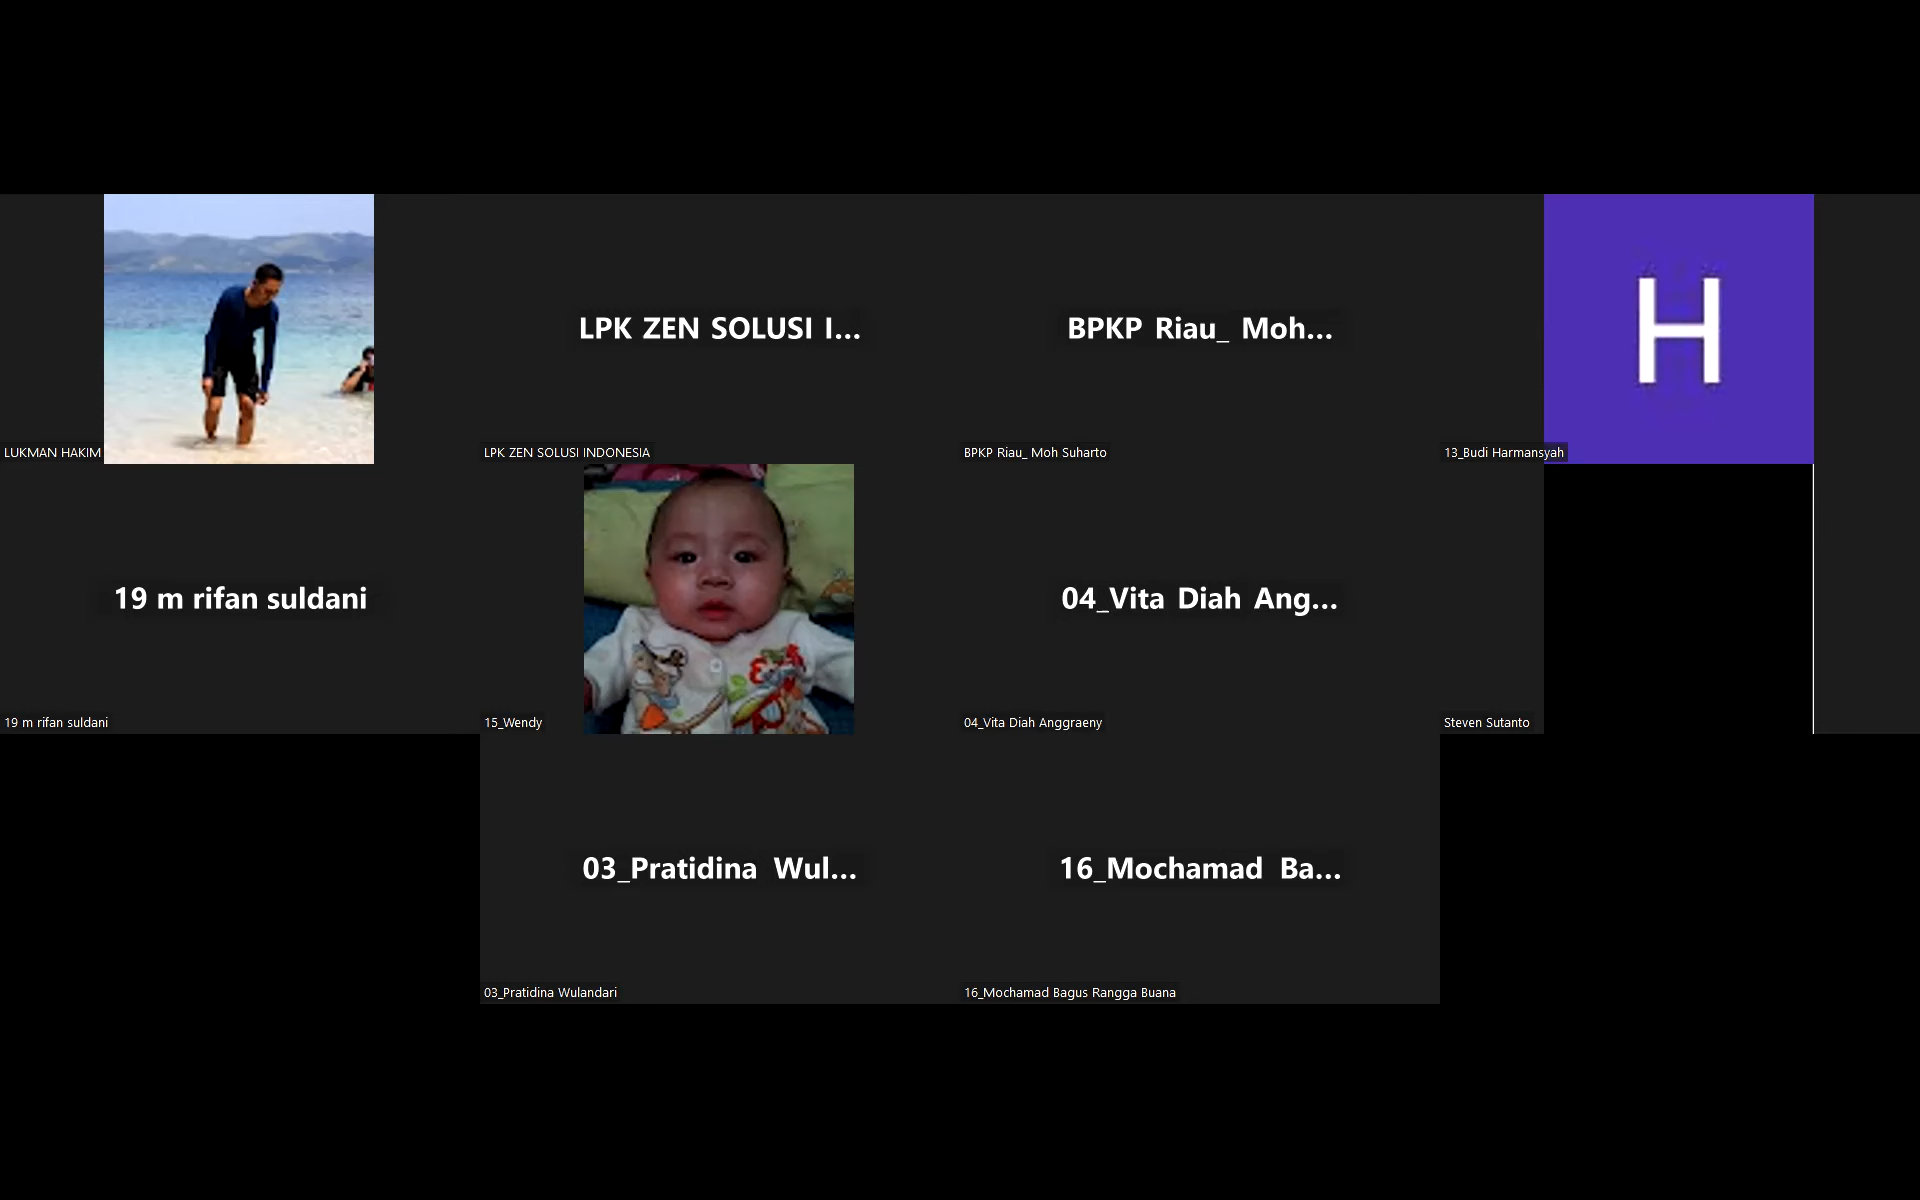 LPK ZEN SOLUSI I...
BPKP Riau_ Moh...
H
LUKMAN HAKIM
LPK ZEN SOLUSI INDONESIA
BPKP Riau_ Moh Suharto
13_Budi Harmansyah
19 m rifan suldani
04_Vita Diah Ang...
19 m rifan suldani
15_Wendy
04_Vita Diah Anggraeny
Steven Sutanto
03_Pratidina Wul...
16_Mochamad Ba...
03_Pratidina Wulandari
16_Mochamad Bagus Rangga Buana